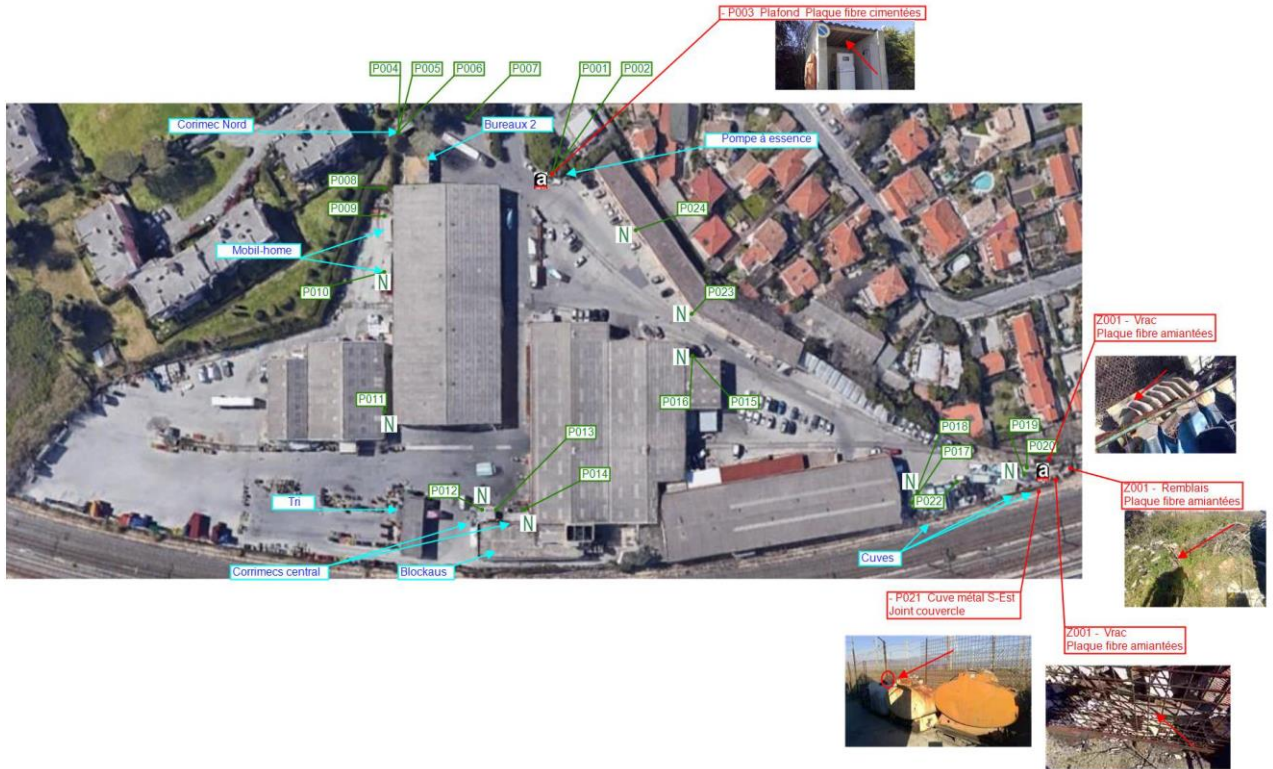 - P003 Plafond Plaque fibre cimentées
P004
P005
P006
P007
P001
P002
Corimec Nord
Bureaux 2
Pompe à essence
a
P008
P009
P024
N
Mobil-home
N
P010
P023
N
Z001 - Vrac
Plaque fibre amiantées
N
P011
N
P016
P015
P018
P019
P013
P017
P020
N
a
P012
N
P014
N
P022
Z001 - Remblais
Plaque fibre amiantées
Tri
N
Cuves
Corrimecs central
Blockaus
- P021 Cuve métal S-Est
Joint couvercle
Z001 - Vrac
Plaque fibre amiantées